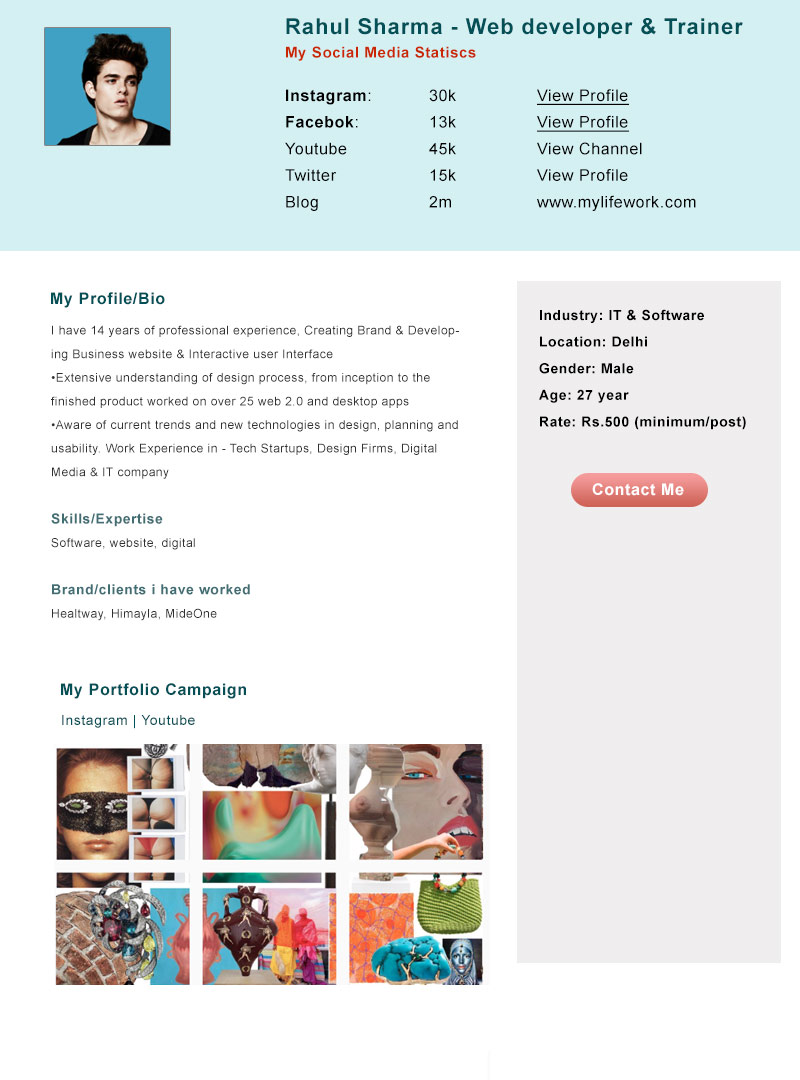 Rahul Sharma - Web developer & Trainer
My Social Media Statiscs
Instagram: 30k View Profile
Facebok: 13k View Profile
Youtube 45k View Channel
Twitter 15k View Profile
Blog 2m www.mylifework.com
My Profile/Bio
I have 14 years of professional experience, Creating Brand & Develop-
ing Business website & Interactive user Interface
•Extensive understanding of design process, from inception to the
finished product worked on over 25 web 2.0 and desktop apps
•Aware of current trends and new technologies in design, planning and
usability. Work Experience in - Tech Startups, Design Firms, Digital
Media & IT company
Skills/Expertise
Software, website, digital
Brand/clients i have worked
Healtway, Himayla, MideOne
My Portfolio Campaign
Instagram | Youtube
Industry: IT & Software
Location: Delhi
Gender: Male
Age: 27 year
Rate: Rs.500 (minimum/post)
Contact Me